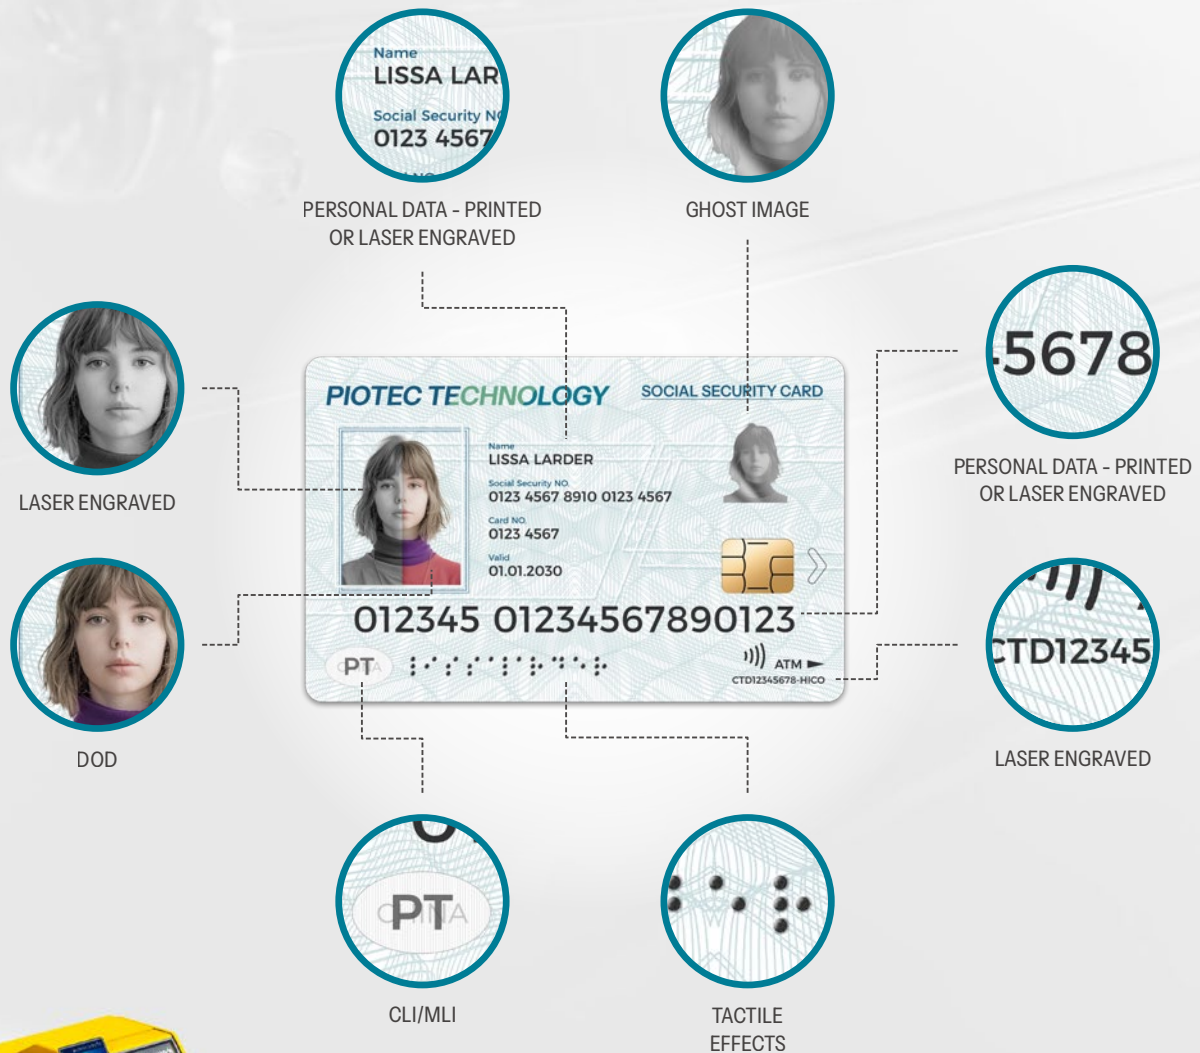 Name
LISSA LAR
Social Security NO
0123 4567
PERSONAL DATA - PRINTED
OR LASER ENGRAVED
GHOST IMAGE
5678
PERSONAL DATA - PRINTED
OR LASER ENGRAVED
LASER ENGRAVED
PIOTEC TECHNOLOGY
SOCIAL SECURITY CARD
Name
LISSA LARDER
Social Security NO.
0123 4567 8910 0123 4567
Card NO.
0123 4567
Valid
01.01.2030
012345 01234567890123
PT
ATM
CTD12345678-HICO
DOD
CTD12345
LASER ENGRAVED
PT
CLI/MLI
TACTILE
EFFECTS